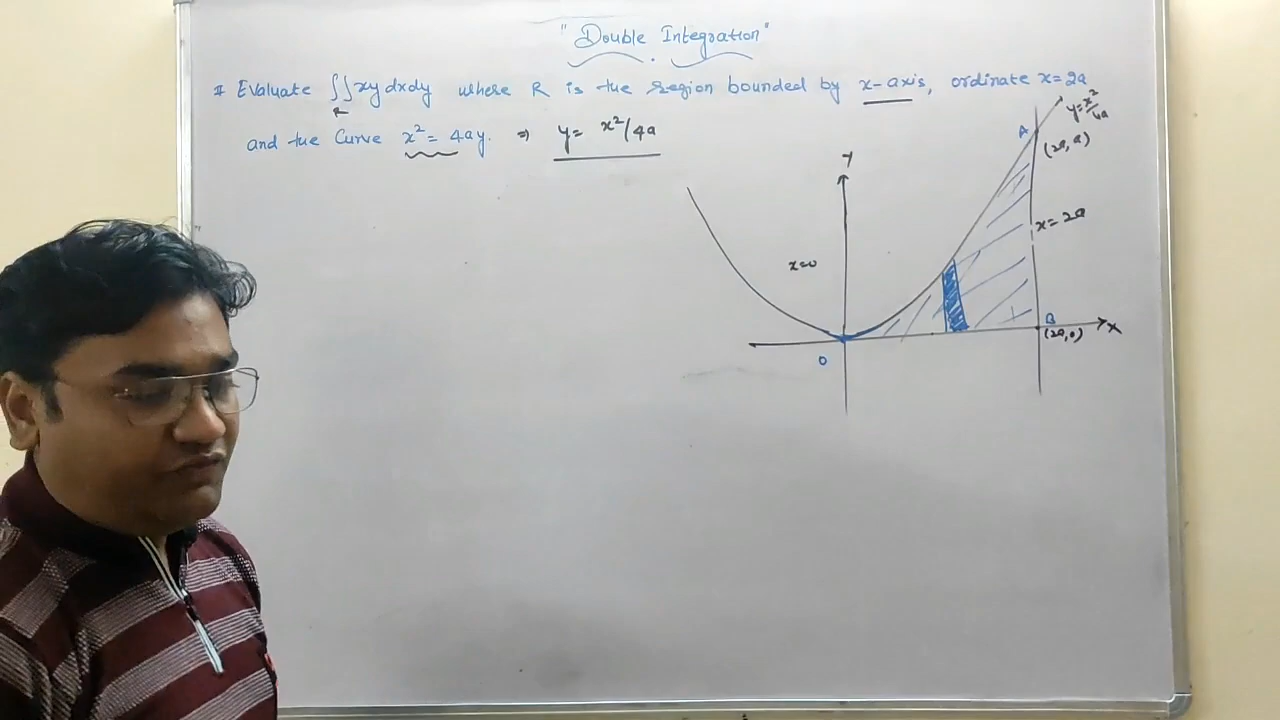 "Double Integration"
# Evaluate ∬ xy dxdy where R is the region bounded by x-axis, ordinate x=2a
R
and the Curve x² = 4ay. ⇒ y = x²/4a
y=x²/4a
A
(2a, a)
Y
x=2a
x=0
B
X
(2a,0)
O